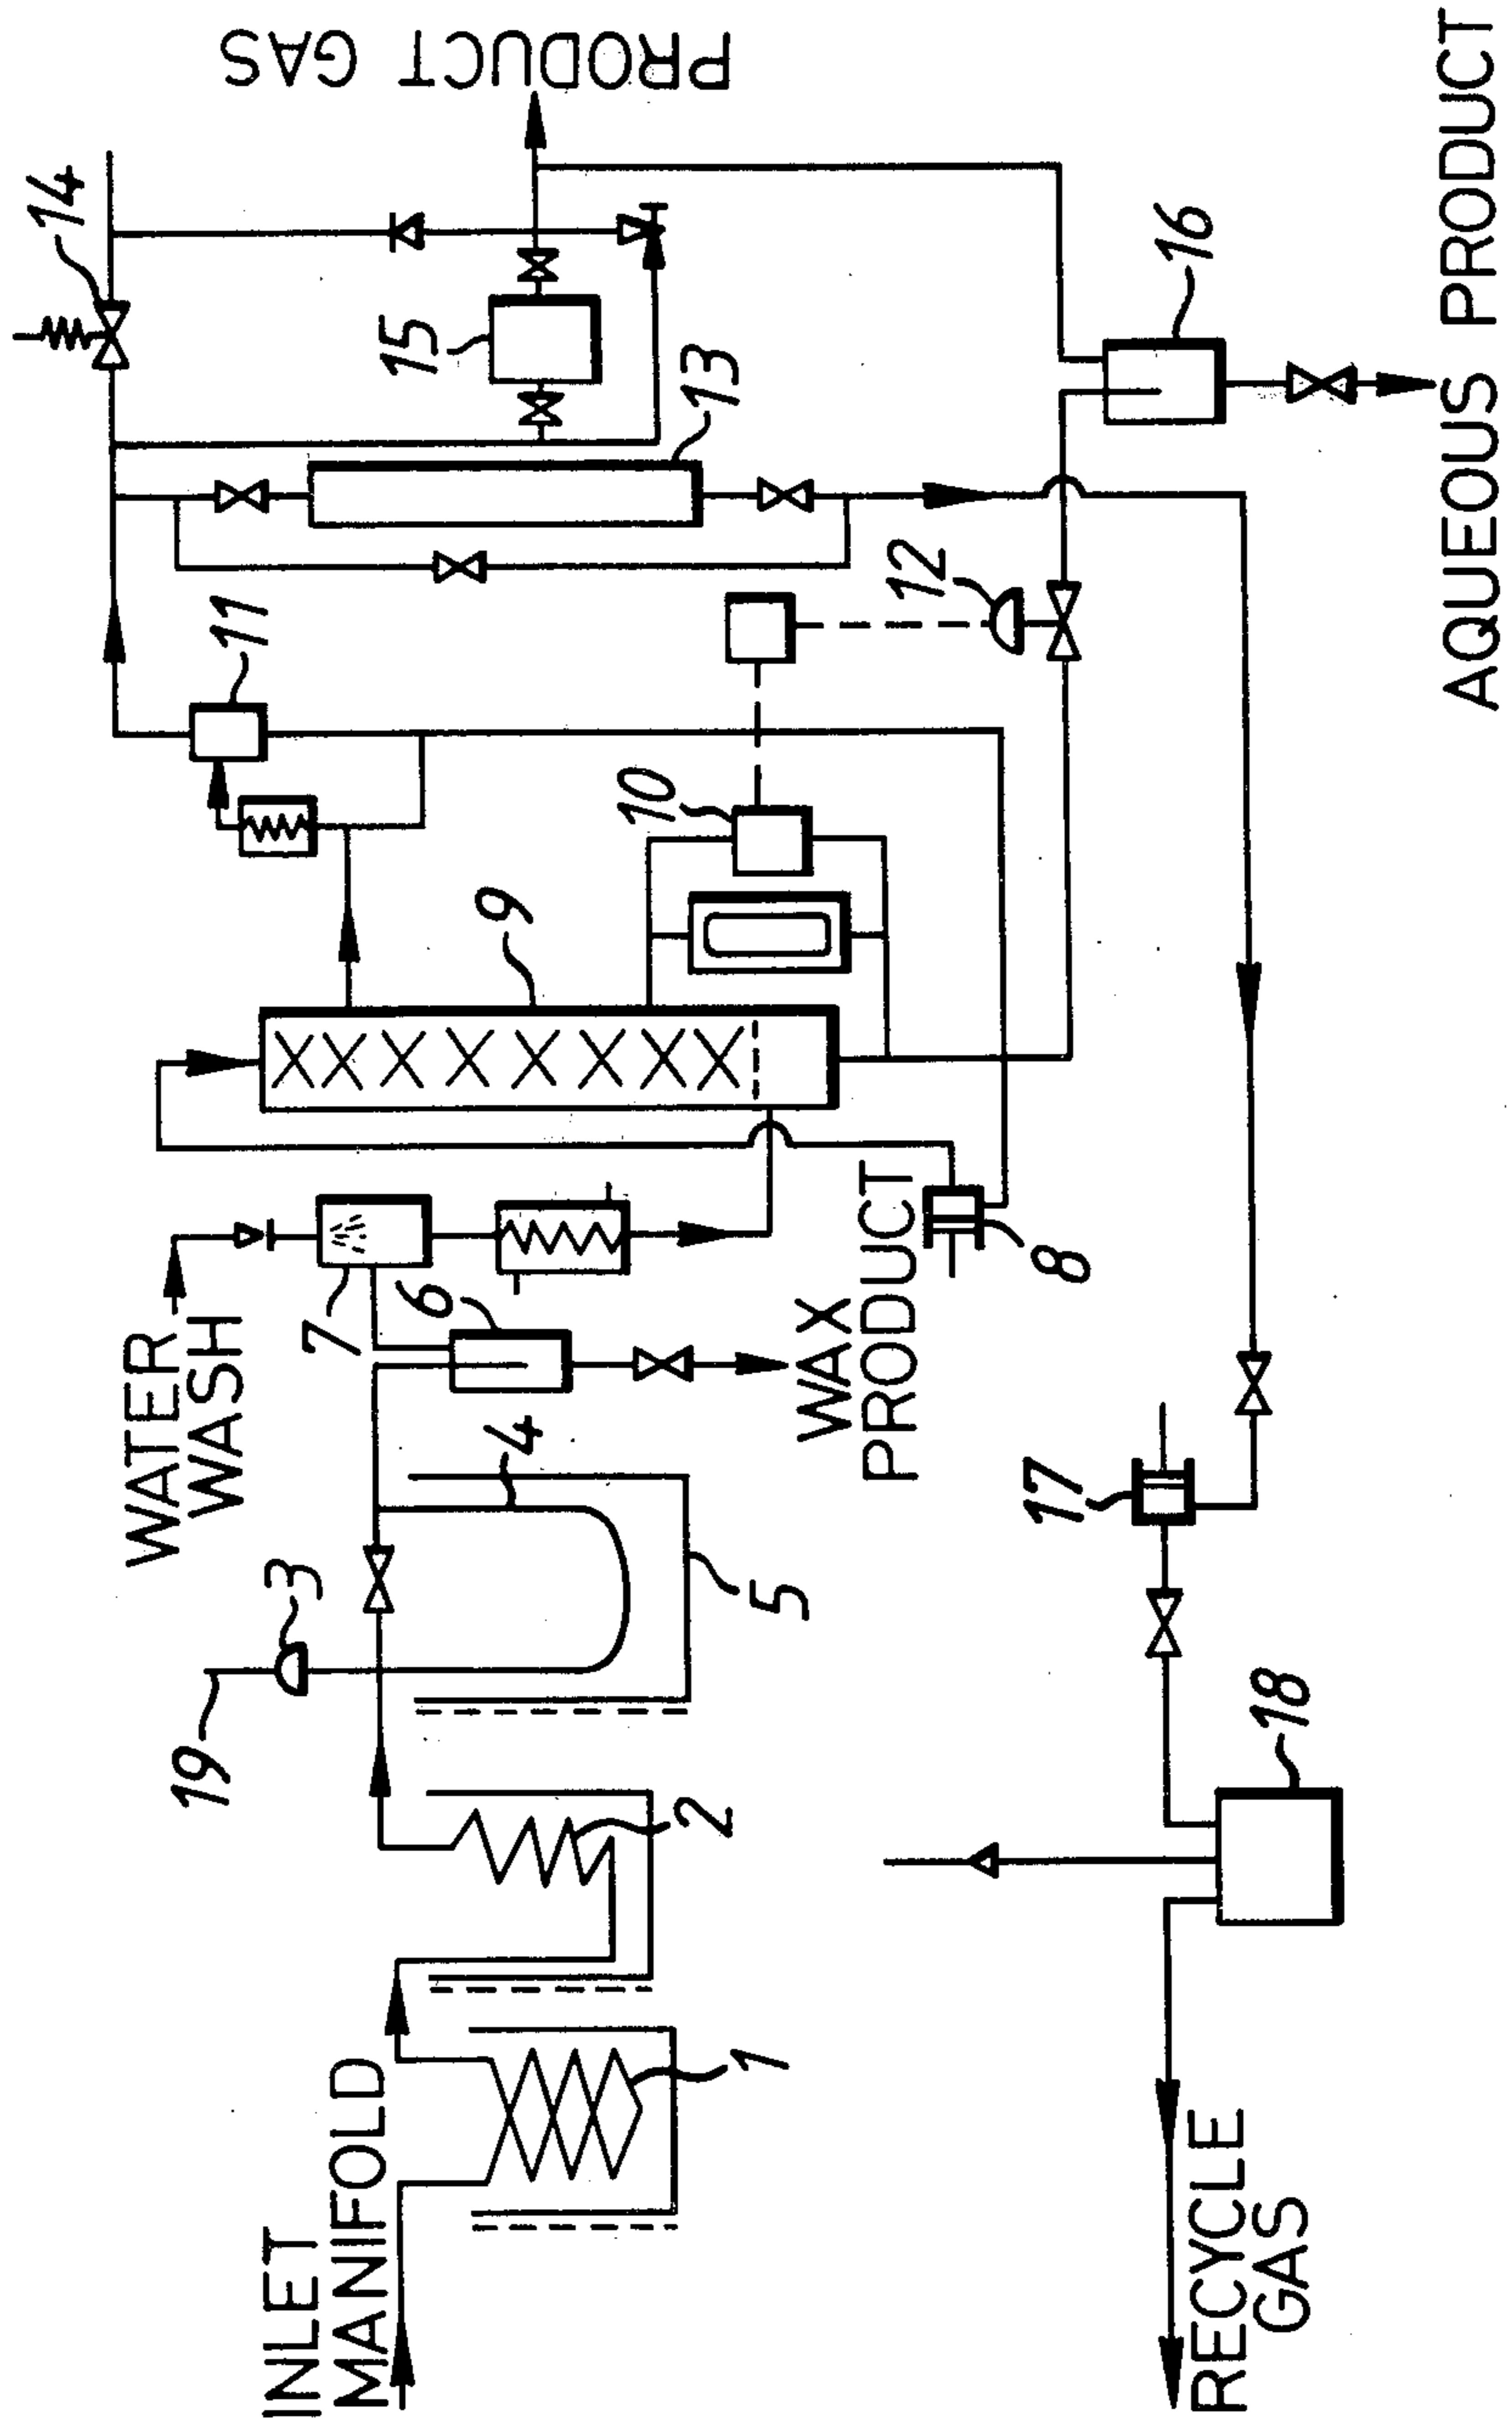 INLET
MANIFOLD
1
2
19
3
4
5
WATER
WASH
7
6
WAX
PRODUCT
8
9
10
11
12
13
14
15
16
PRODUCT GAS
AQUEOUS PRODUCT
17
18
RECYCLE
GAS